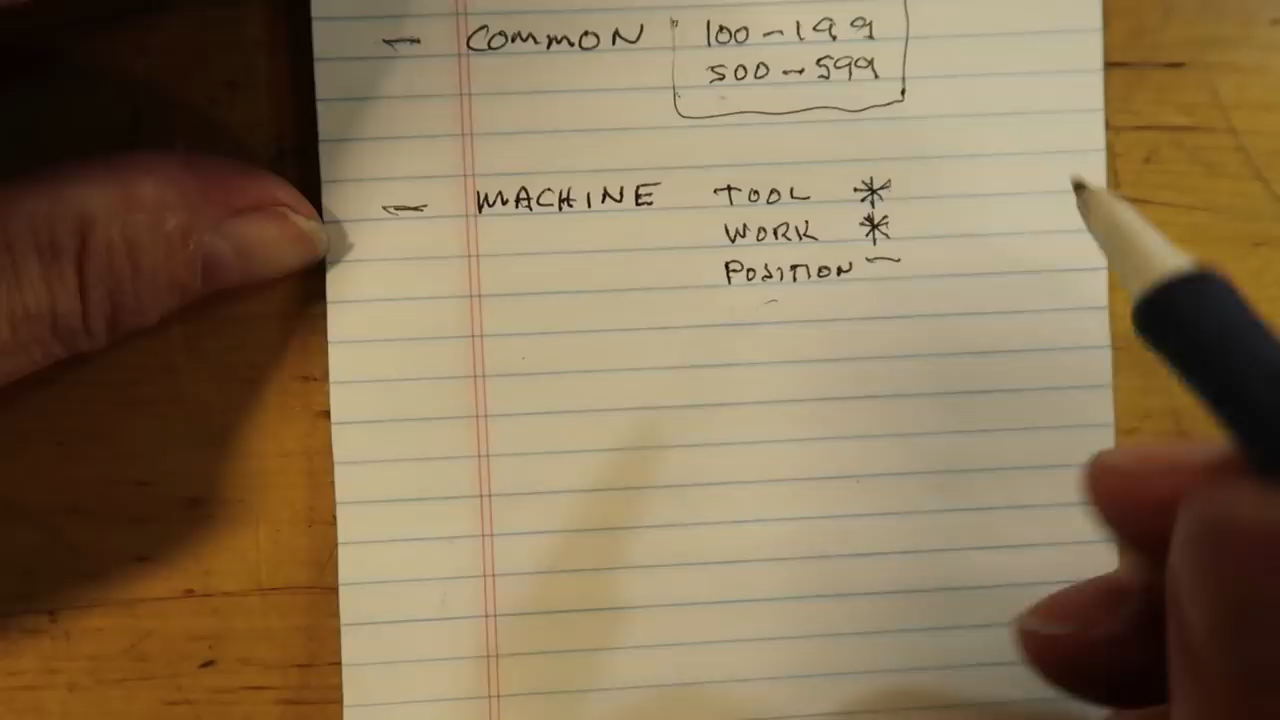 - COMMON 100-199
500-599
- MACHINE TOOL *
WORK *
POSITION -